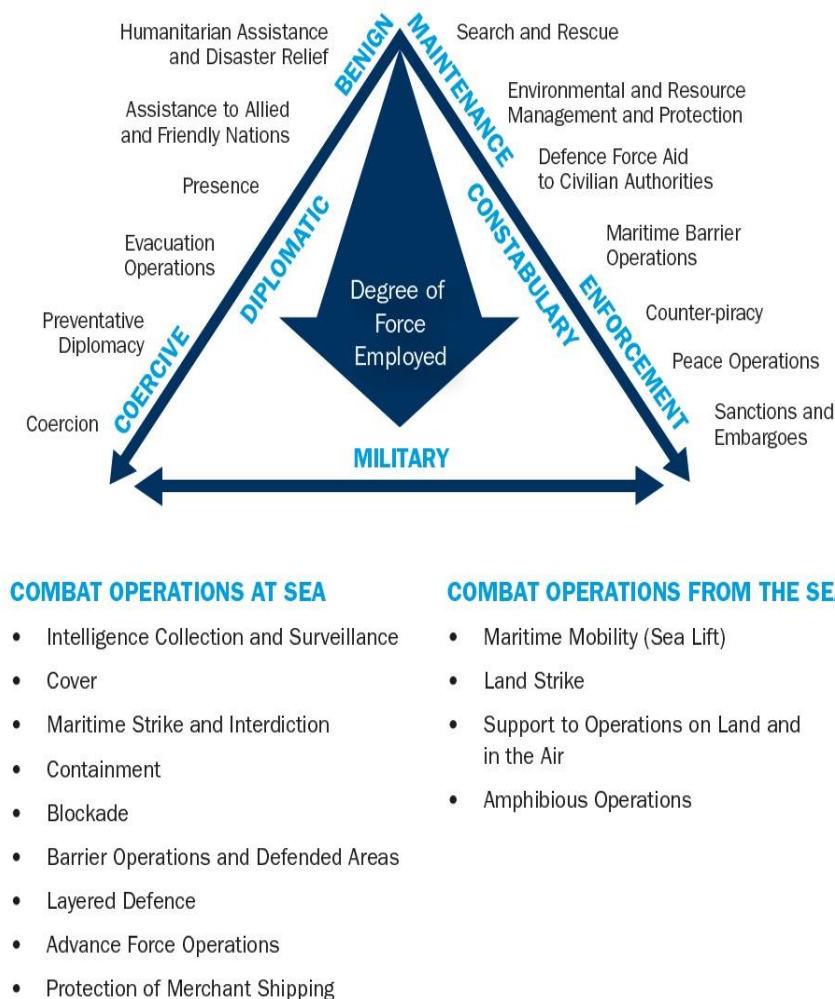 Humanitarian Assistance
and Disaster Relief
BENIGN
MAINTENANCE
Search and Rescue
Assistance to Allied
and Friendly Nations
Environmental and Resource
Management and Protection
Presence
Defence Force Aid
to Civilian Authorities
DIPLOMATIC
CONSTABULARY
Evacuation
Operations
Maritime Barrier
Operations
Degree of
Force
Employed
Preventative
Diplomacy
COERCIVE
ENFORCEMENT
Counter-piracy
Peace Operations
Coercion
Sanctions and
Embargoes
MILITARY
COMBAT OPERATIONS AT SEA
• Intelligence Collection and Surveillance
• Cover
• Maritime Strike and Interdiction
• Containment
• Blockade
• Barrier Operations and Defended Areas
• Layered Defence
• Advance Force Operations
• Protection of Merchant Shipping
COMBAT OPERATIONS FROM THE SE
• Maritime Mobility (Sea Lift)
• Land Strike
• Support to Operations on Land and
in the Air
• Amphibious Operations